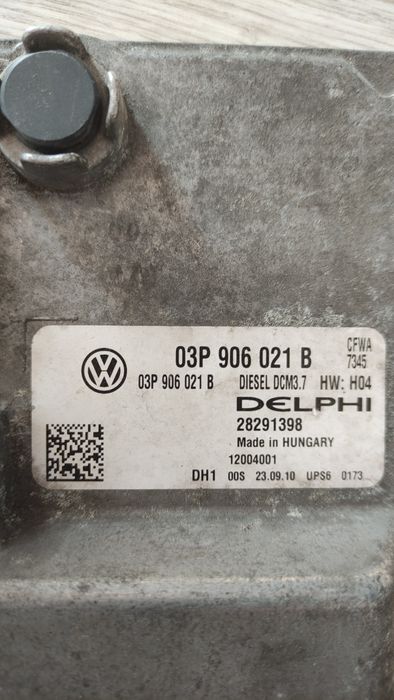 03P 906 021 B CFWA
7345
03P 906 021 B DIESEL DCM3.7 HW: H04
DELPHI
28291398
Made in HUNGARY
12004001
DH1 00S 23.09.10 UPS6 0173